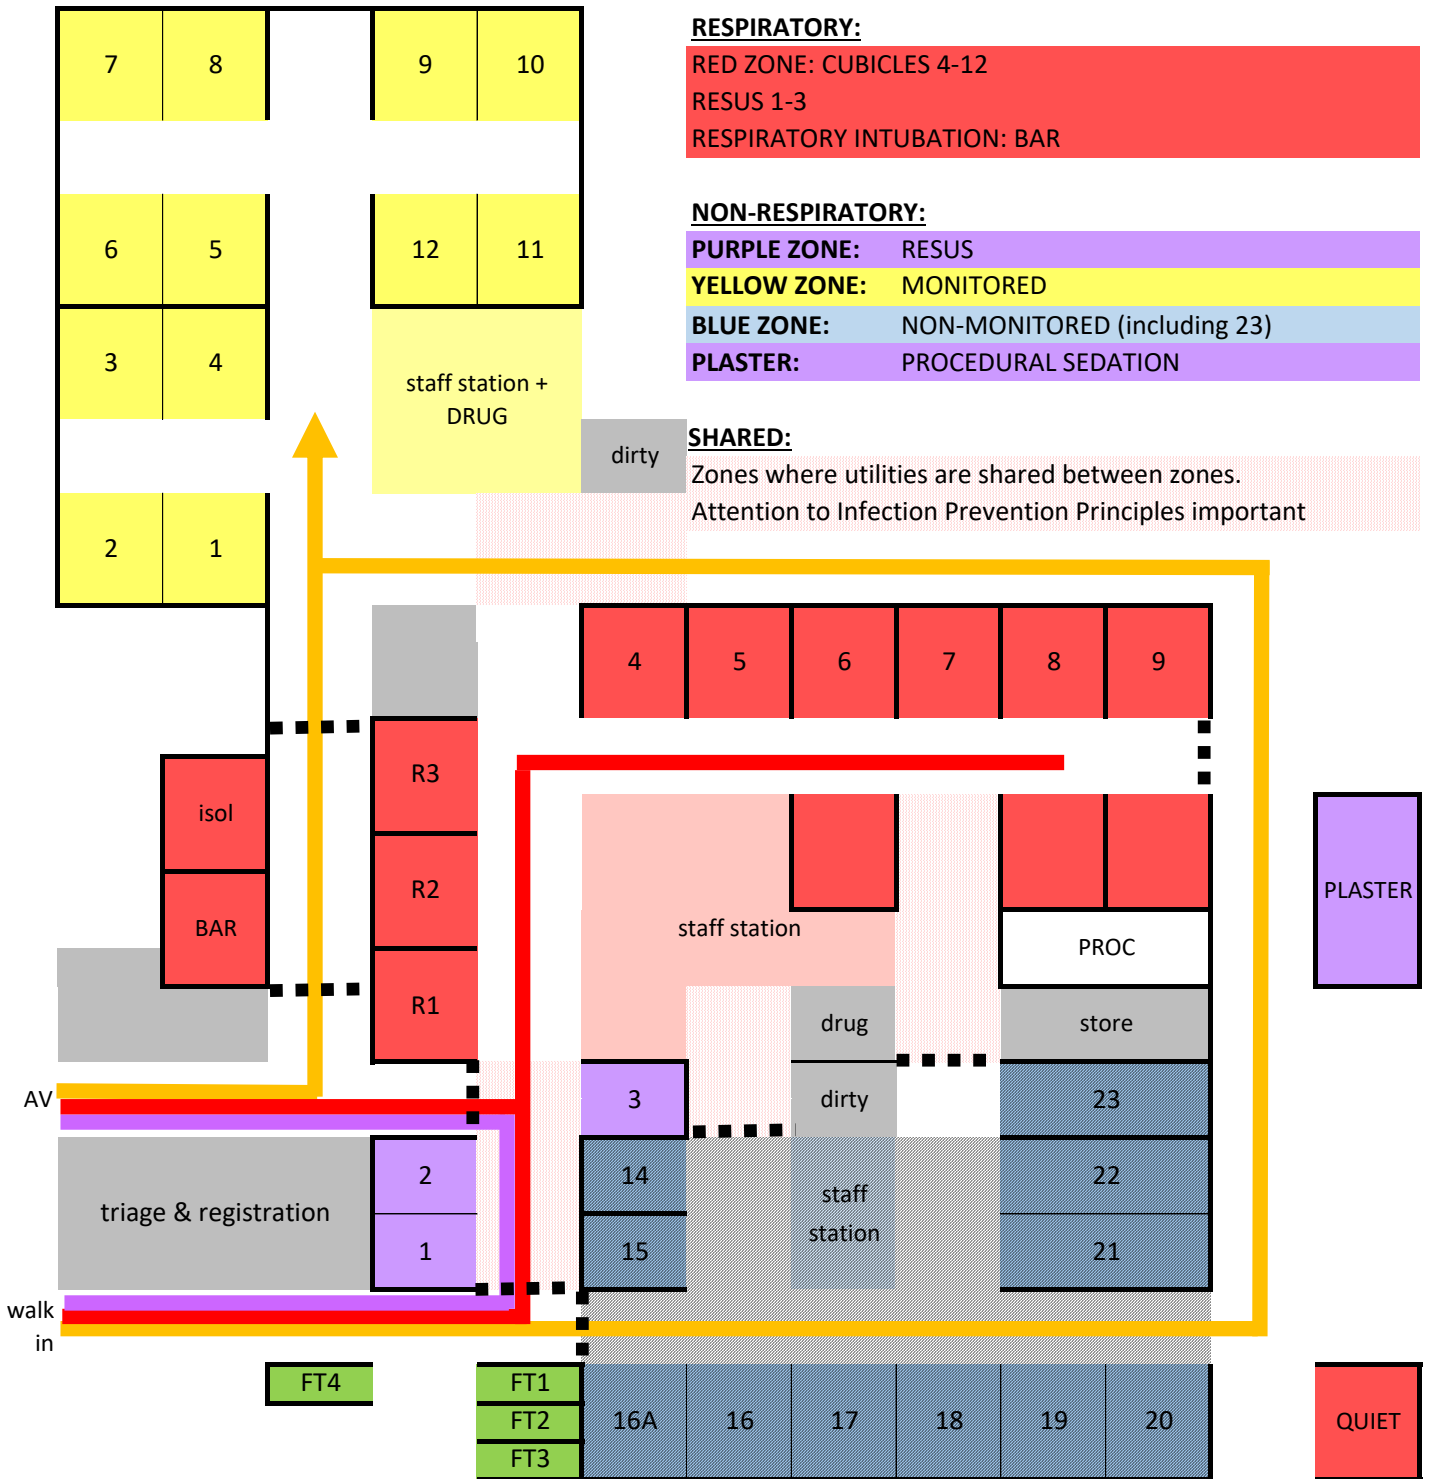 7 8 9 10
RESPIRATORY:
RED ZONE: CUBICLES 4-12
RESUS 1-3
RESPIRATORY INTUBATION: BAR
6 5 12 11
NON-RESPIRATORY:
PURPLE ZONE: RESUS
YELLOW ZONE: MONITORED
BLUE ZONE: NON-MONITORED (including 23)
PLASTER: PROCEDURAL SEDATION
3 4
staff station +
DRUG
dirty
SHARED:
Zones where utilities are shared between zones.
Attention to Infection Prevention Principles important
2 1
4 5 6 7 8 9
R3
isol
R2
BAR
staff station
PLASTER
PROC
R1
drug
store
AV
3
dirty
23
2
14
staff
station
22
triage & registration
1
15
21
walk
in
FT4
FT1
FT2
FT3
16A 16 17 18 19 20
QUIET